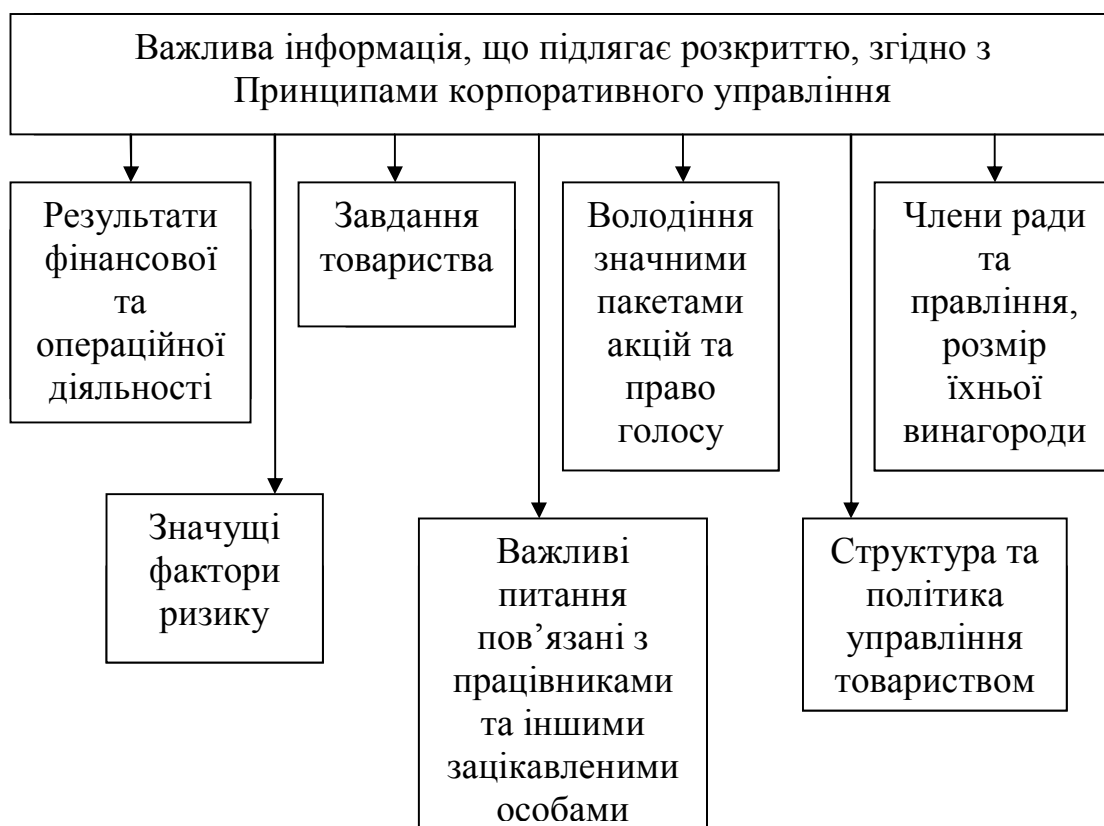 Важлива інформація, що підлягає розкриттю, згідно з
Принципами корпоративного управління
Результати
фінансової
та
операційної
діяльності
Завдання
товариства
Володіння
значними
пакетами
акцій та
право
голосу
Члени ради
та
правління,
розмір
їхньої
винагороди
Значущі
фактори
ризику
Важливі
питання
пов’язані з
працівниками
та іншими
зацікавленими
особами
Структура та
політика
управління
товариством